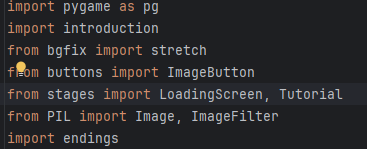 import pygame as pg
import introduction
from bgfix import stretch
from buttons import ImageButton
from stages import LoadingScreen, Tutorial
from PIL import Image, ImageFilter
import endings